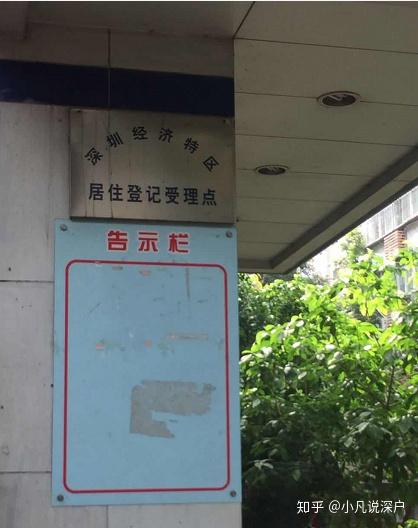 深圳经济特区
居住登记受理点
告示栏
知乎 @小凡说深户